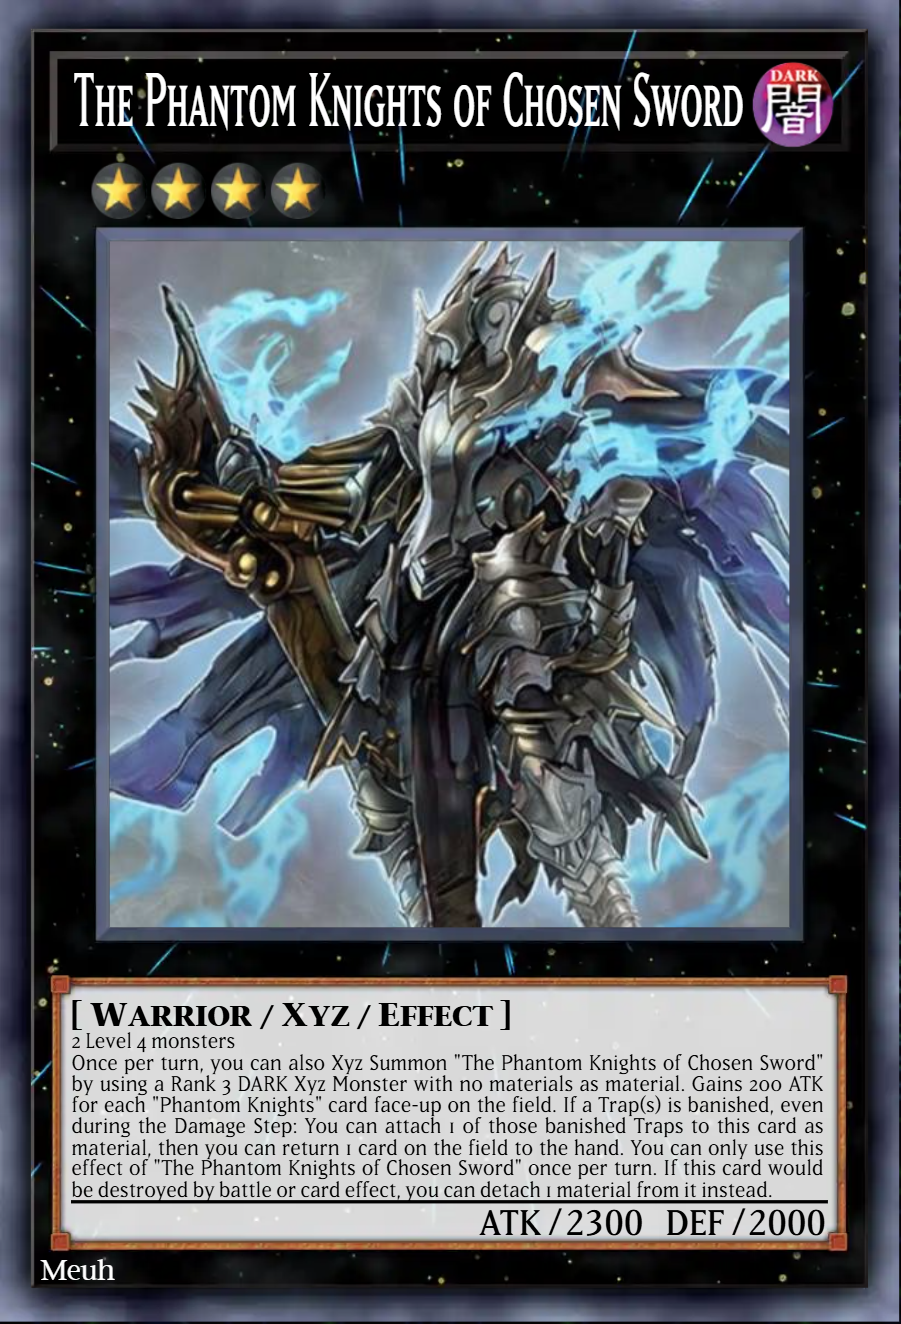 The Phantom Knights of Chosen Sword
DARK
闇
[ Warrior / Xyz / Effect ]
2 Level 4 monsters
Once per turn, you can also Xyz Summon "The Phantom Knights of Chosen Sword"
by using a Rank 3 DARK Xyz Monster with no materials as material. Gains 200 ATK
for each "Phantom Knights" card face-up on the field. If a Trap(s) is banished, even
during the Damage Step: You can attach 1 of those banished Traps to this card as
material, then you can return 1 card on the field to the hand. You can only use this
effect of "The Phantom Knights of Chosen Sword" once per turn. If this card would
be destroyed by battle or card effect, you can detach 1 material from it instead.
ATK/2300 DEF/2000
Meuh